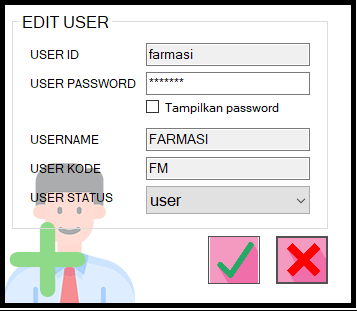 EDIT USER
USER ID farmasi
USER PASSWORD *******
Tampilkan password
USERNAME FARMASI
USER KODE FM
USER STATUS user